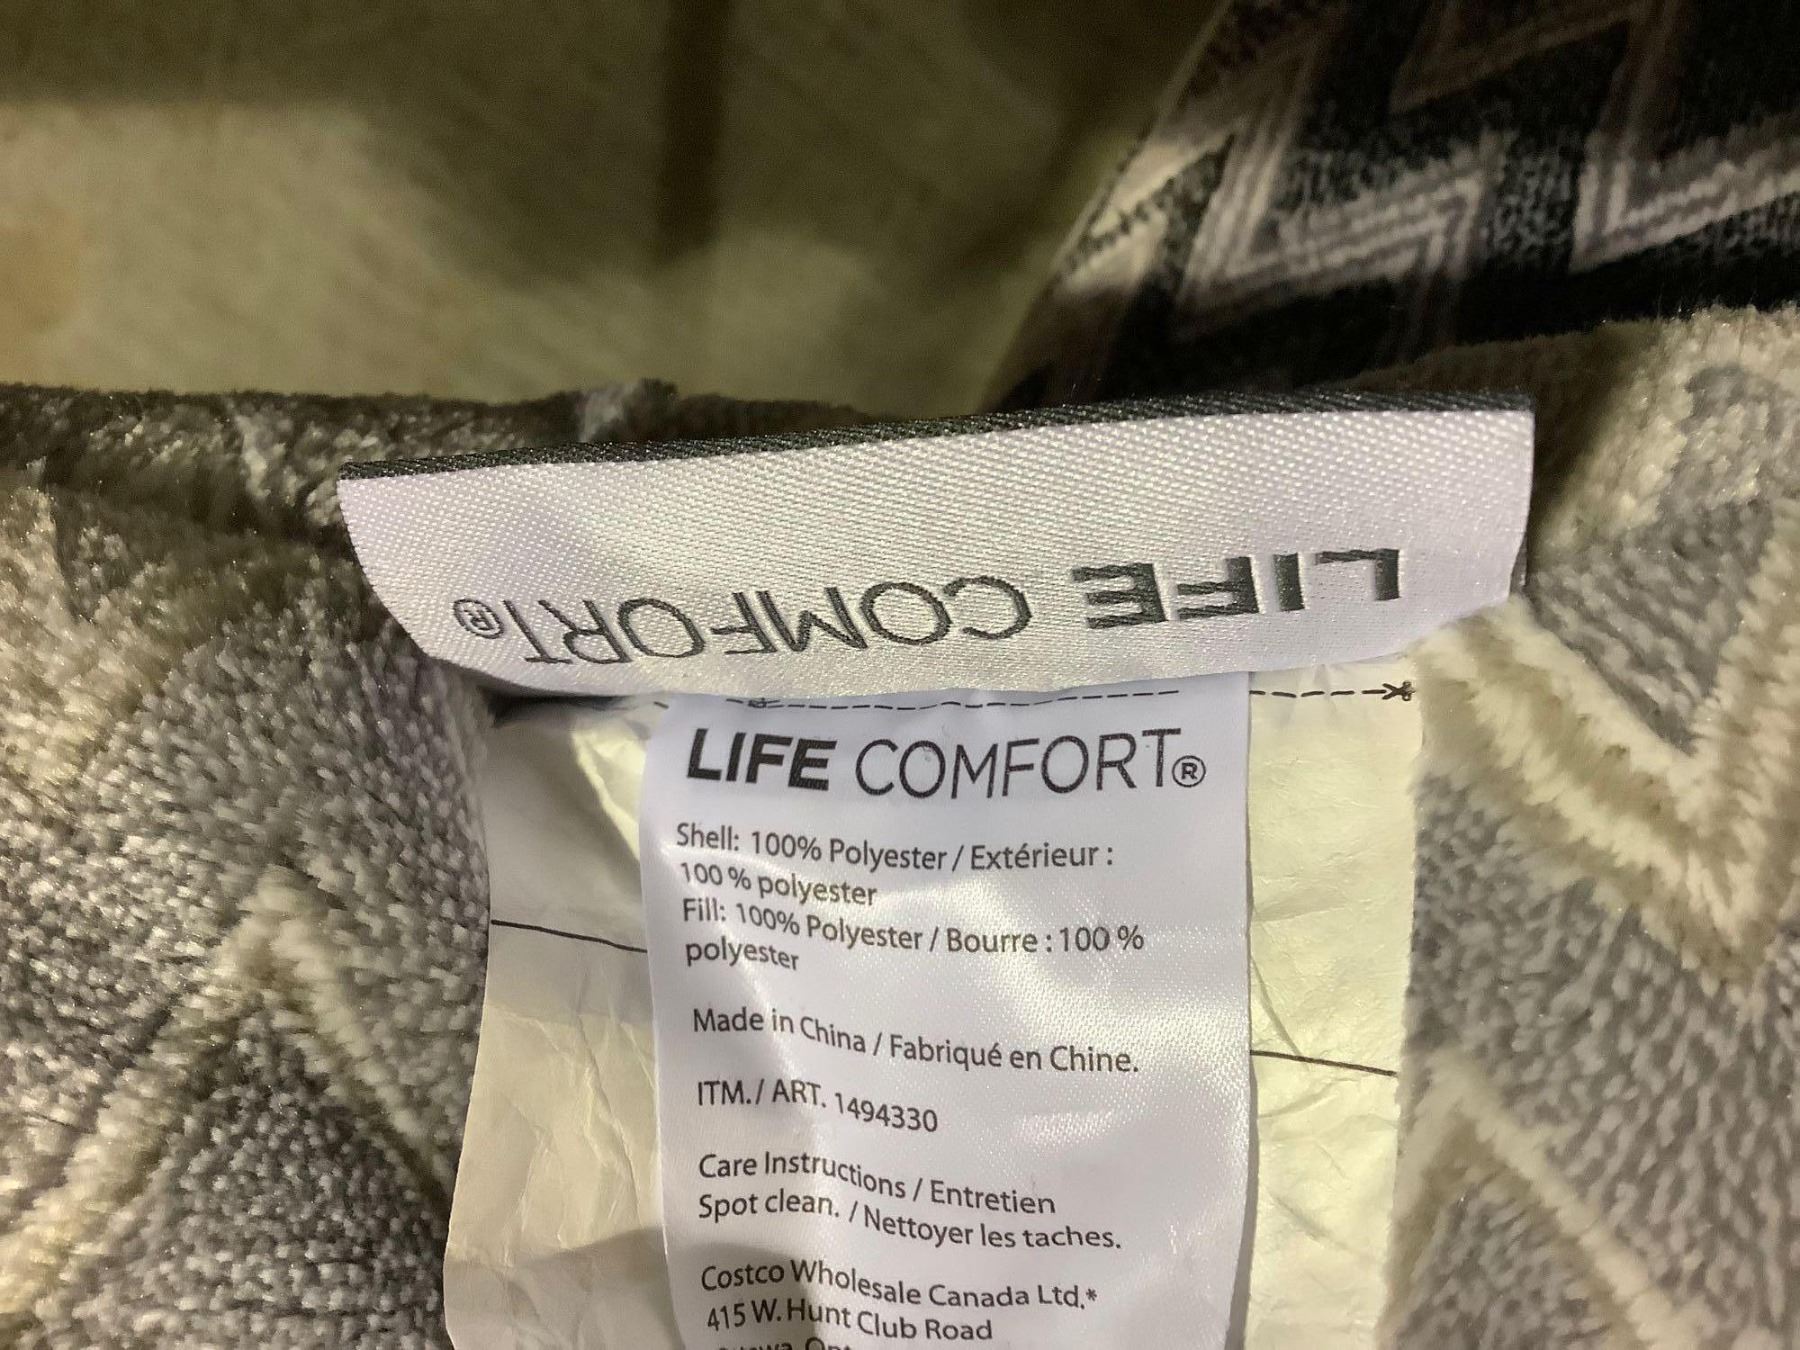 LIFE COMFORT®
LIFE COMFORT®
Shell: 100% Polyester / Extérieur :
100 % polyester
Fill: 100% Polyester / Bourre : 100 %
polyester
Made in China / Fabriqué en Chine.
ITM. / ART. 1494330
Care Instructions / Entretien
Spot clean. / Nettoyer les taches.
Costco Wholesale Canada Ltd.*
415 W. Hunt Club Road